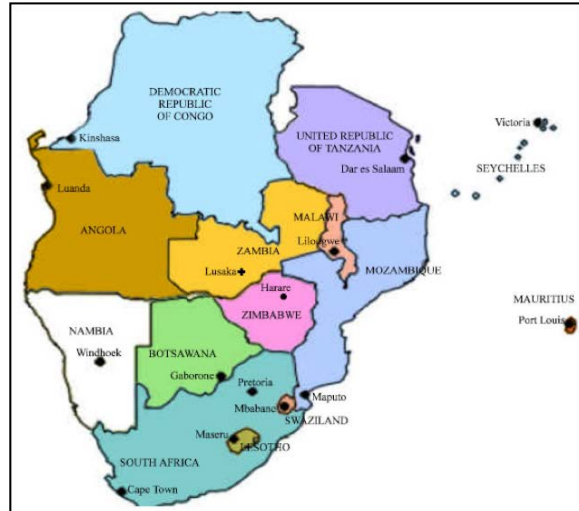 DEMOCRATIC
REPUBLIC
OF CONGO
Kinshasa
UNITED REPUBLIC
OF TANZANIA
Victoria
Dar es Salaam
SEYCHELLES
Luanda
ANGOLA
MALAWI
Liloogwe
ZAMBIA
Lusaka
MOZAMBIQUE
Harare
ZIMBABWE
MAURITIUS
Port Louis
NAMBIA
Windhoek
BOTSAWANA
Gaborone
Pretoria
Mbabane
Maputo
SWAZILAND
Maseru
LESOTHO
SOUTH AFRICA
Cape Town